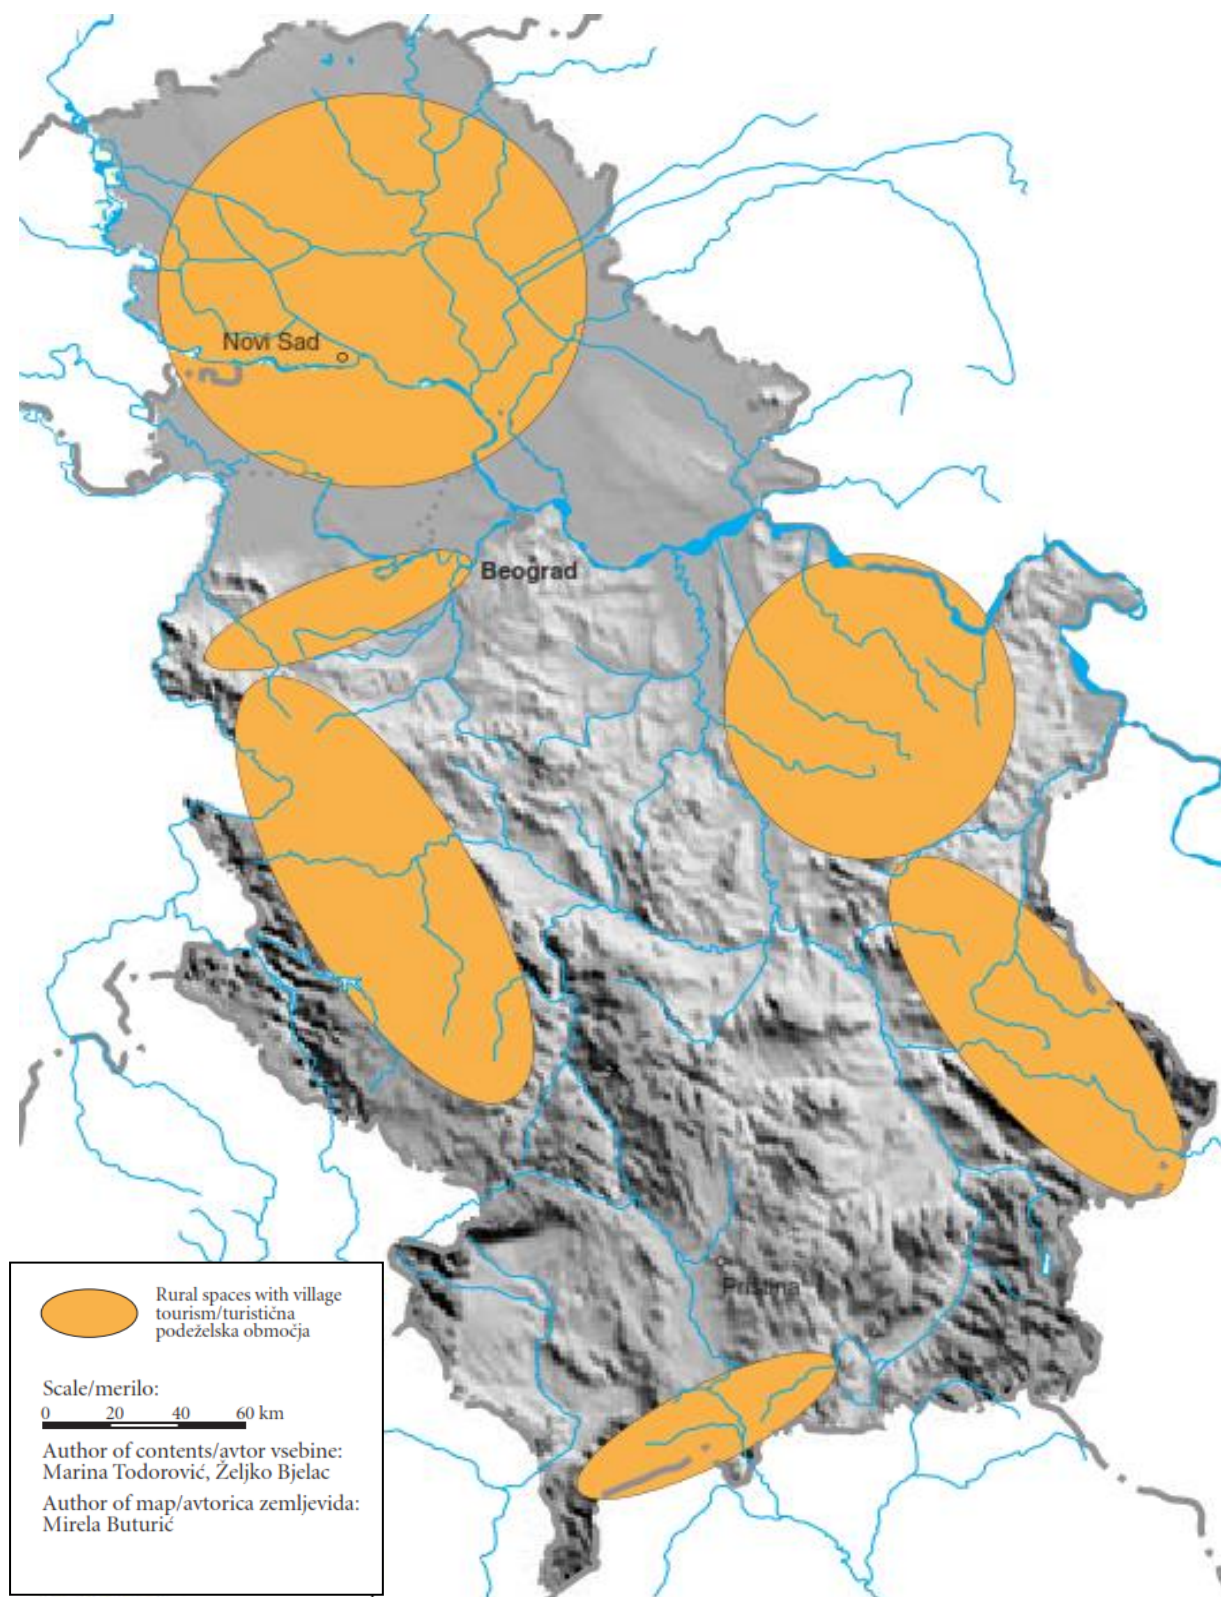 Novi Sad
Beograd
Priština
Rural spaces with village
tourism/turistična
podeželska območja
Scale/merilo:
0 20 40 60 km
Author of contents/avtor vsebine:
Marina Todorović, Željko Bjelac
Author of map/avtorica zemljevida:
Mirela Buturić